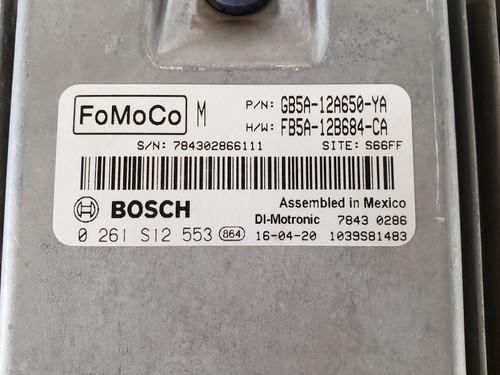 FoMoCo M P/N: GB5A-12A650-YA
H/W: FB5A-12B684-CA
S/N: 784302866111 SITE: S66FF
Assembled in Mexico
BOSCH DI-Motronic 7843 0286
0 261 S12 553 864 16-04-20 1039S81483